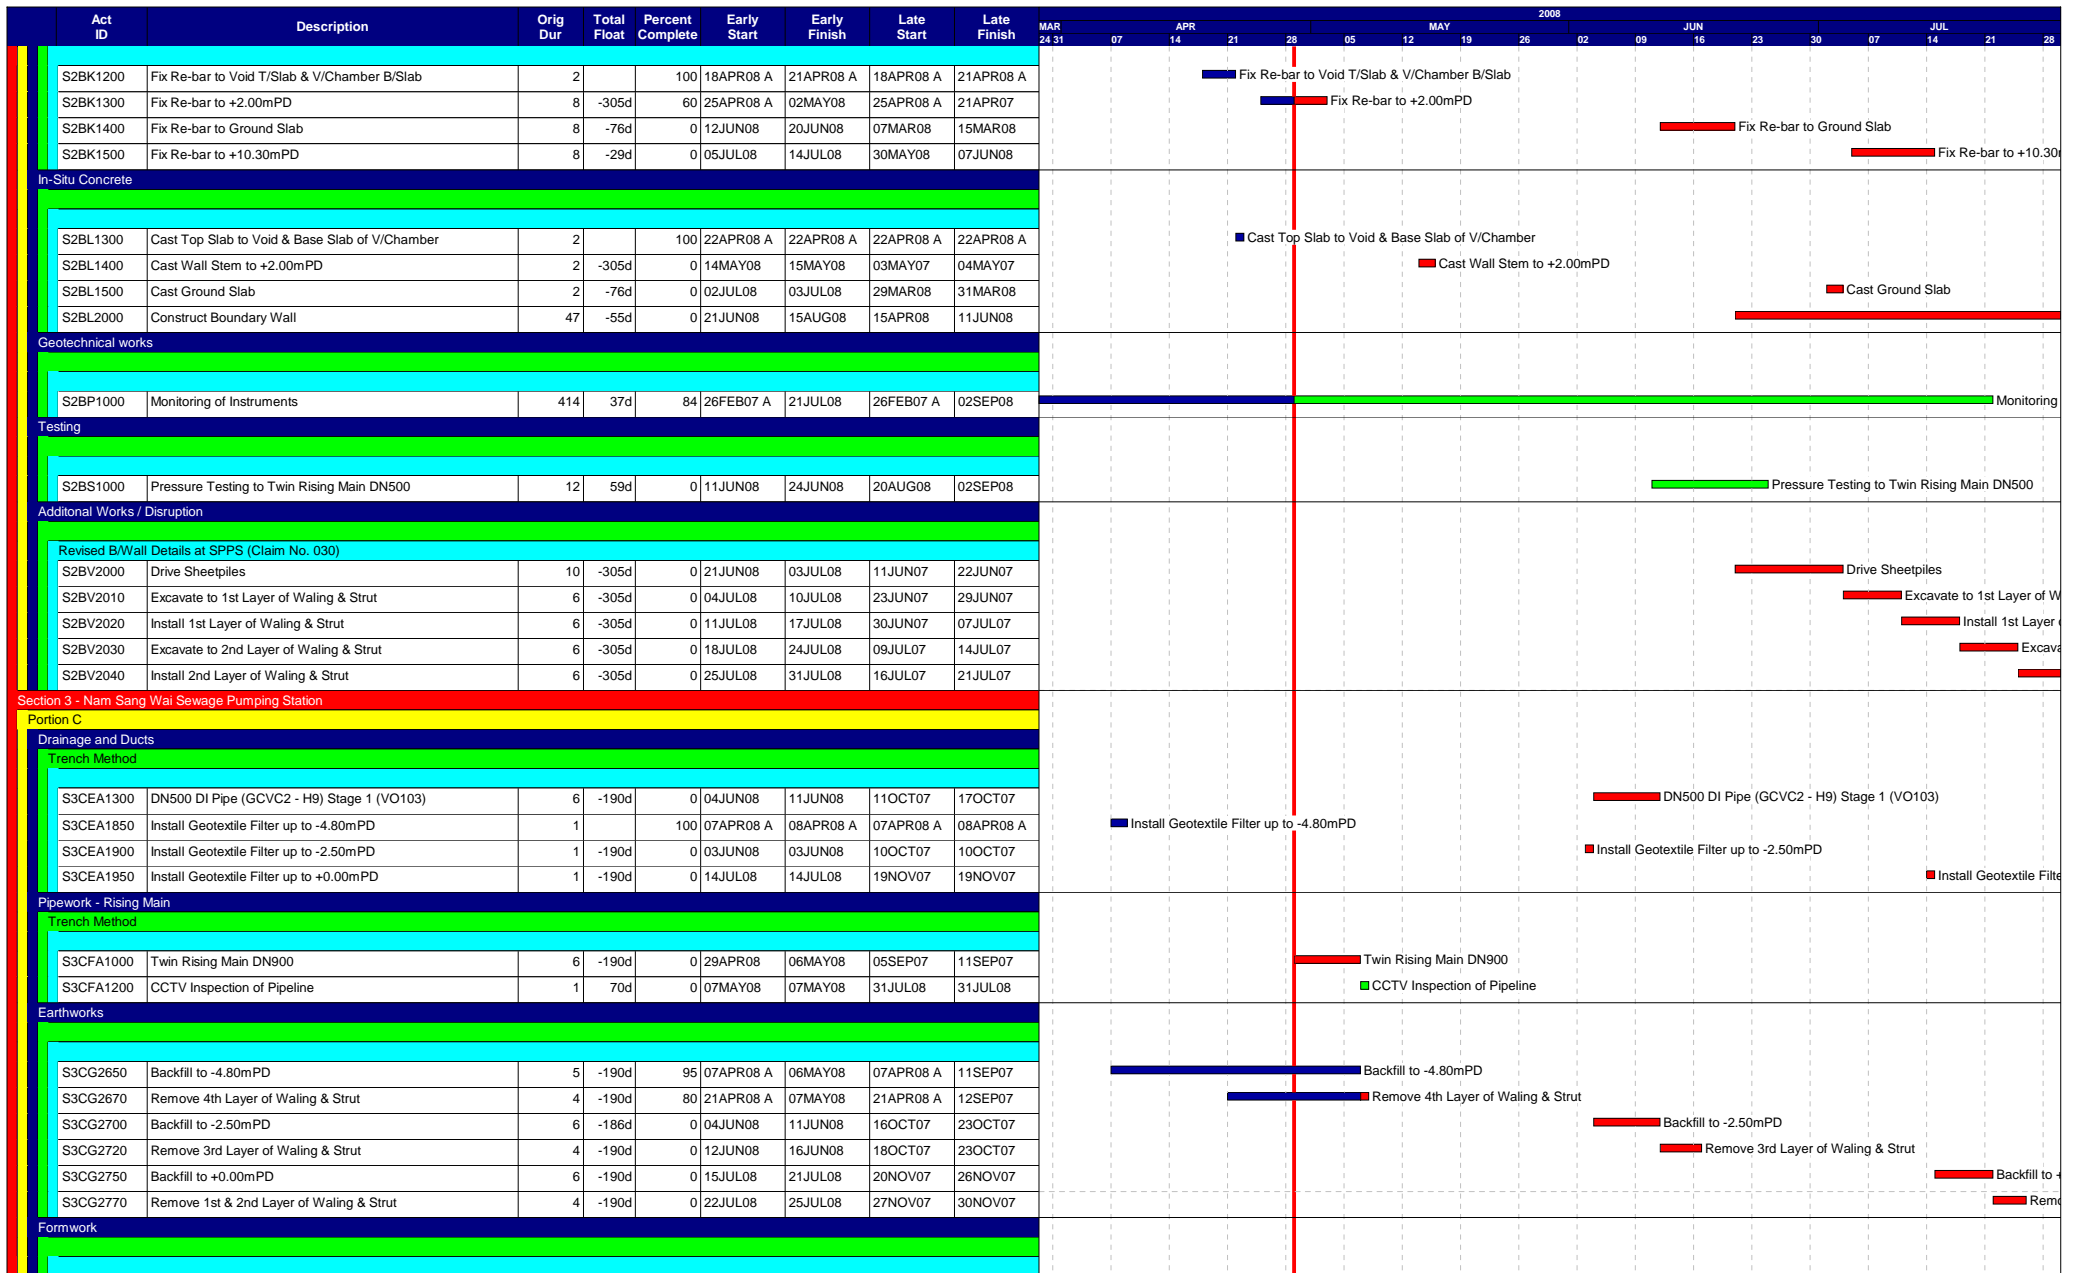 Act ID Description Orig Dur Total Float Percent Complete Early Start Early Finish Late Start Late Finish
2008
MAR APR MAY JUN JUL
24 31 07 14 21 28 05 12 19 26 02 09 16 23 30 07 14 21 28
S2BK1200 Fix Re-bar to Void T/Slab & V/Chamber B/Slab 2 100 18APR08 A 21APR08 A 18APR08 A 21APR08 A Fix Re-bar to Void T/Slab & V/Chamber B/Slab
S2BK1300 Fix Re-bar to +2.00mPD 8 -305d 60 25APR08 A 02MAY08 25APR08 A 21APR07 Fix Re-bar to +2.00mPD
S2BK1400 Fix Re-bar to Ground Slab 8 -76d 0 12JUN08 20JUN08 07MAR08 15MAR08 Fix Re-bar to Ground Slab
S2BK1500 Fix Re-bar to +10.30mPD 8 -29d 0 05JUL08 14JUL08 30MAY08 07JUN08 Fix Re-bar to +10.30
In-Situ Concrete
S2BL1300 Cast Top Slab to Void & Base Slab of V/Chamber 2 100 22APR08 A 22APR08 A 22APR08 A 22APR08 A Cast Top Slab to Void & Base Slab of V/Chamber
S2BL1400 Cast Wall Stem to +2.00mPD 2 -305d 0 14MAY08 15MAY08 03MAY07 04MAY07 Cast Wall Stem to +2.00mPD
S2BL1500 Cast Ground Slab 2 -76d 0 02JUL08 03JUL08 29MAR08 31MAR08 Cast Ground Slab
S2BL2000 Construct Boundary Wall 47 -55d 0 21JUN08 15AUG08 15APR08 11JUN08
Geotechnical works
S2BP1000 Monitoring of Instruments 414 37d 84 26FEB07 A 21JUL08 26FEB07 A 02SEP08 Monitoring
Testing
S2BS1000 Pressure Testing to Twin Rising Main DN500 12 59d 0 11JUN08 24JUN08 20AUG08 02SEP08 Pressure Testing to Twin Rising Main DN500
Additonal Works / Disruption
Revised B/Wall Details at SPPS (Claim No. 030)
S2BV2000 Drive Sheetpiles 10 -305d 0 21JUN08 03JUL08 11JUN07 22JUN07 Drive Sheetpiles
S2BV2010 Excavate to 1st Layer of Waling & Strut 6 -305d 0 04JUL08 10JUL08 23JUN07 29JUN07 Excavate to 1st Layer of W
S2BV2020 Install 1st Layer of Waling & Strut 6 -305d 0 11JUL08 17JUL08 30JUN07 07JUL07 Install 1st Layer
S2BV2030 Excavate to 2nd Layer of Waling & Strut 6 -305d 0 18JUL08 24JUL08 09JUL07 14JUL07 Excava
S2BV2040 Install 2nd Layer of Waling & Strut 6 -305d 0 25JUL08 31JUL08 16JUL07 21JUL07
Section 3 - Nam Sang Wai Sewage Pumping Station
Portion C
Drainage and Ducts
Trench Method
S3CEA1300 DN500 DI Pipe (GCVC2 - H9) Stage 1 (VO103) 6 -190d 0 04JUN08 11JUN08 11OCT07 17OCT07 DN500 DI Pipe (GCVC2 - H9) Stage 1 (VO103)
S3CEA1850 Install Geotextile Filter up to -4.80mPD 1 100 07APR08 A 08APR08 A 07APR08 A 08APR08 A Install Geotextile Filter up to -4.80mPD
S3CEA1900 Install Geotextile Filter up to -2.50mPD 1 -190d 0 03JUN08 03JUN08 10OCT07 10OCT07 Install Geotextile Filter up to -2.50mPD
S3CEA1950 Install Geotextile Filter up to +0.00mPD 1 -190d 0 14JUL08 14JUL08 19NOV07 19NOV07 Install Geotextile Filte
Pipework - Rising Main
Trench Method
S3CFA1000 Twin Rising Main DN900 6 -190d 0 29APR08 06MAY08 05SEP07 11SEP07 Twin Rising Main DN900
S3CFA1200 CCTV Inspection of Pipeline 1 70d 0 07MAY08 07MAY08 31JUL08 31JUL08 CCTV Inspection of Pipeline
Earthworks
S3CG2650 Backfill to -4.80mPD 5 -190d 95 07APR08 A 06MAY08 07APR08 A 11SEP07 Backfill to -4.80mPD
S3CG2670 Remove 4th Layer of Waling & Strut 4 -190d 80 21APR08 A 07MAY08 21APR08 A 12SEP07 Remove 4th Layer of Waling & Strut
S3CG2700 Backfill to -2.50mPD 6 -186d 0 04JUN08 11JUN08 16OCT07 23OCT07 Backfill to -2.50mPD
S3CG2720 Remove 3rd Layer of Waling & Strut 4 -190d 0 12JUN08 16JUN08 18OCT07 23OCT07 Remove 3rd Layer of Waling & Strut
S3CG2750 Backfill to +0.00mPD 6 -190d 0 15JUL08 21JUL08 20NOV07 26NOV07 Backfill to +
S3CG2770 Remove 1st & 2nd Layer of Waling & Strut 4 -190d 0 22JUL08 25JUL08 27NOV07 30NOV07 Remo
Formwork